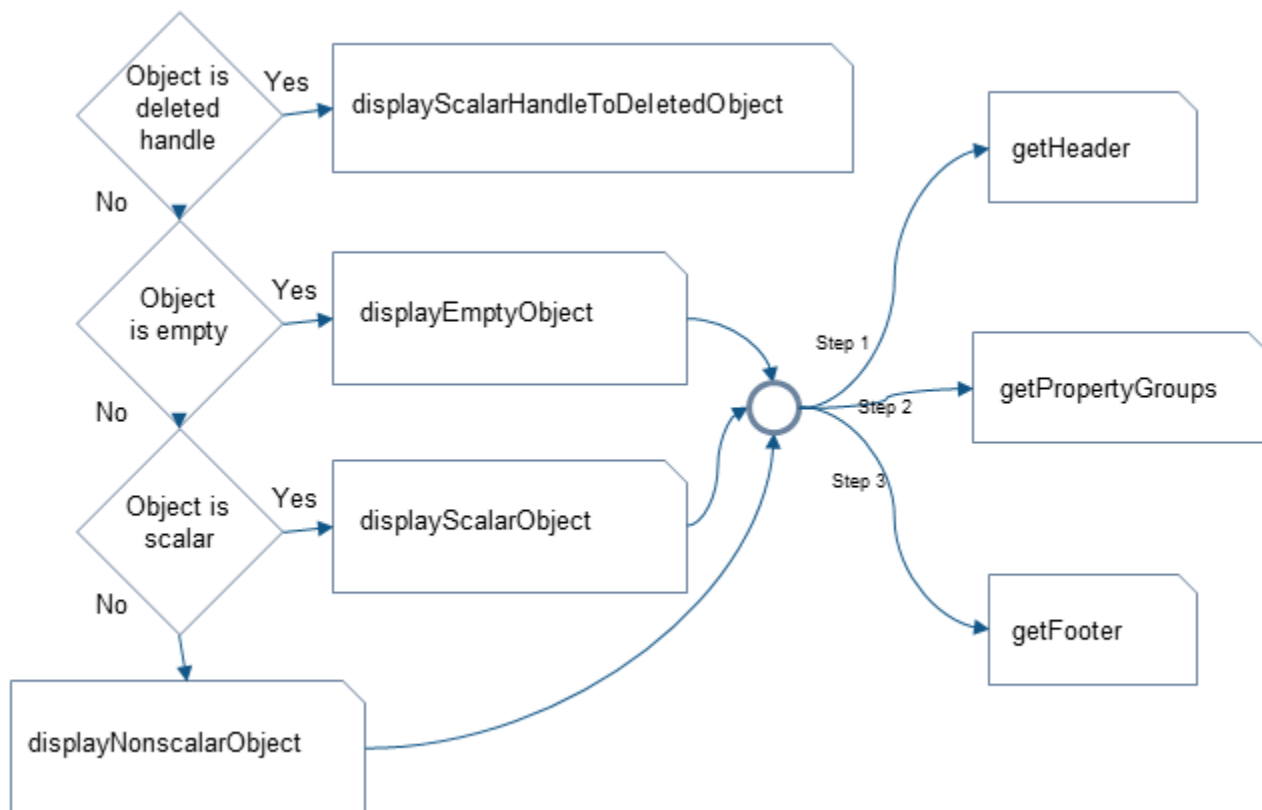 Object is
deleted
handle
Yes
displayScalarHandleToDeletedObject
getHeader
No
Object
is empty
Yes
displayEmptyObject
Step 1
getPropertyGroups
Step 2
No
Object is
scalar
Yes
displayScalarObject
Step 3
No
getFooter
displayNonscalarObject